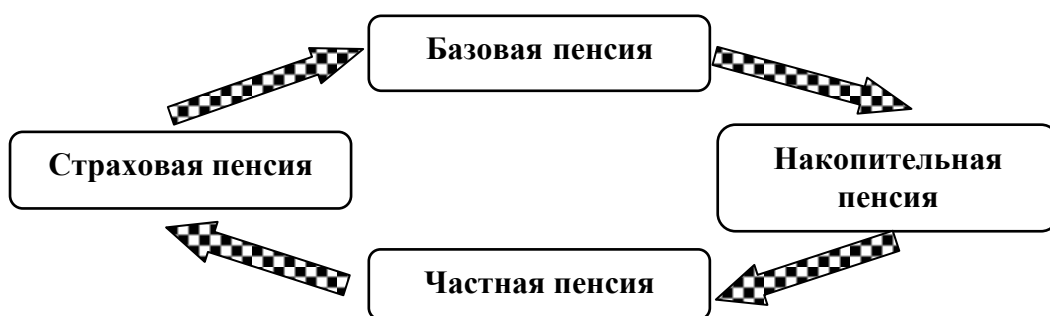 Базовая пенсия
Страховая пенсия
Накопительная
пенсия
Частная пенсия